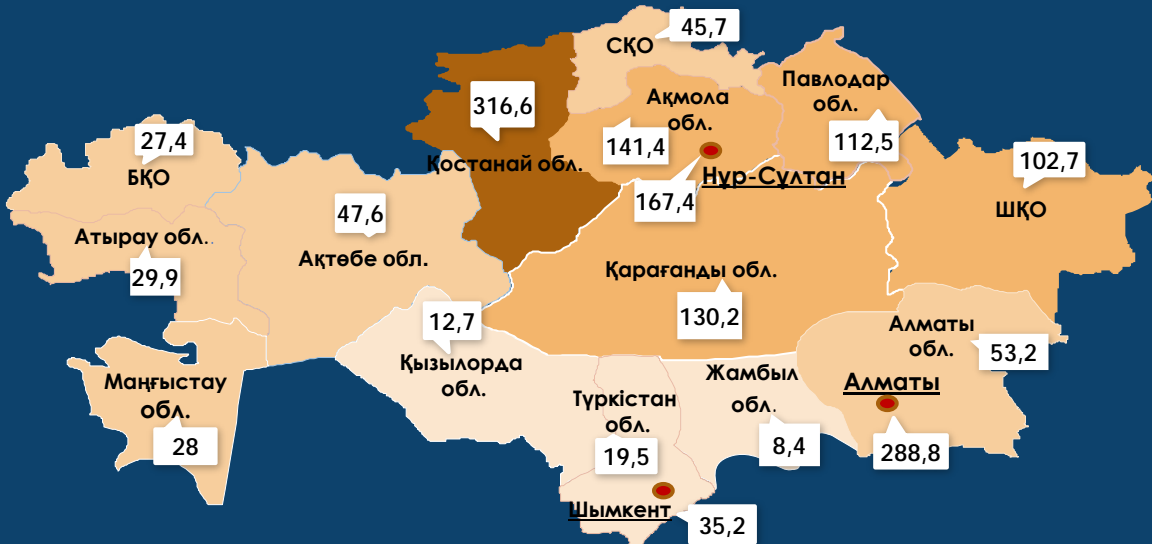 СҚО
45,7
316,6
Қостанай обл.
Ақмола
обл.
141,4
Павлодар
обл.
112,5
Нұр-Сұлтан
167,4
102,7
ШҚО
27,4
БҚО
Атырау обл..
29,9
47,6
Ақтөбе обл.
Қарағанды обл.
130,2
12,7
Қызылорда
обл.
Маңғыстау
обл.
28
Түркістан
обл.
19,5
Шымкент
35,2
Жамбыл
обл.
8,4
Алматы
обл.
53,2
Алматы
288,8